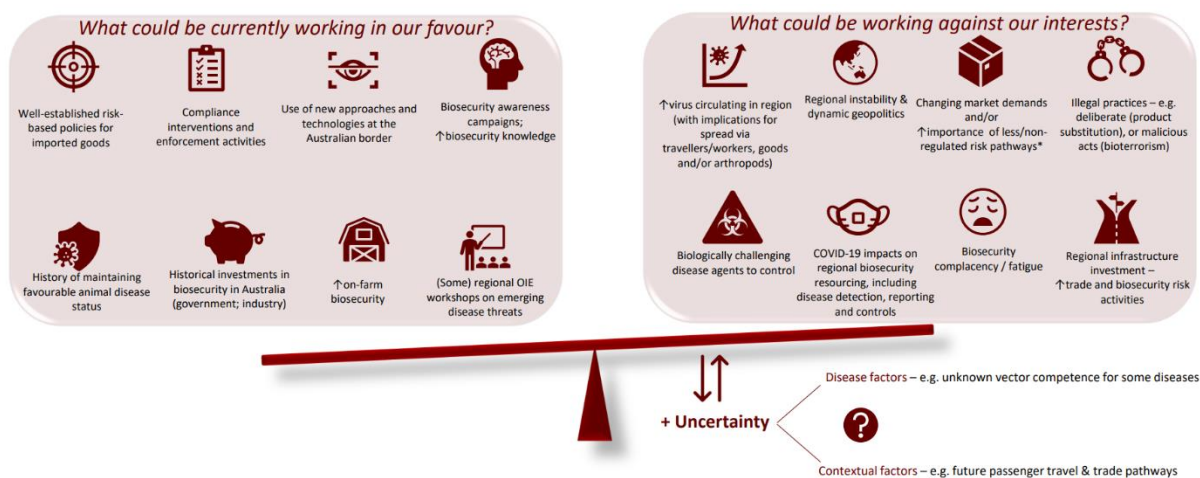 What could be currently working in our favour?
Well-established risk-
based policies for
imported goods
Compliance
interventions and
enforcement activities
Use of new approaches and
technologies at the
Australian border
Biosecurity awareness
campaigns;
↑biosecurity knowledge
History of maintaining
favourable animal disease
status
Historical investments in
biosecurity in Australia
(government; industry)
↑on-farm
biosecurity
(Some) regional OIE
workshops on emerging
disease threats
What could be working against our interests?
↑virus circulating in region
(with implications for
spread via
travellers/workers, goods
and/or arthropods)
Regional instability &
dynamic geopolitics
Changing market demands
and/or
↑importance of less/non-
regulated risk pathways*
Illegal practices – e.g.
deliberate (product
substitution), or malicious
acts (bioterrorism)
Biologically challenging
disease agents to control
COVID-19 impacts on
regional biosecurity
resourcing, including
disease detection, reporting
and controls
Biosecurity
complacency / fatigue
Regional infrastructure
investment –
↑trade and biosecurity risk
activities
+ Uncertainty
Disease factors – e.g. unknown vector competence for some diseases
?
Contextual factors – e.g. future passenger travel & trade pathways